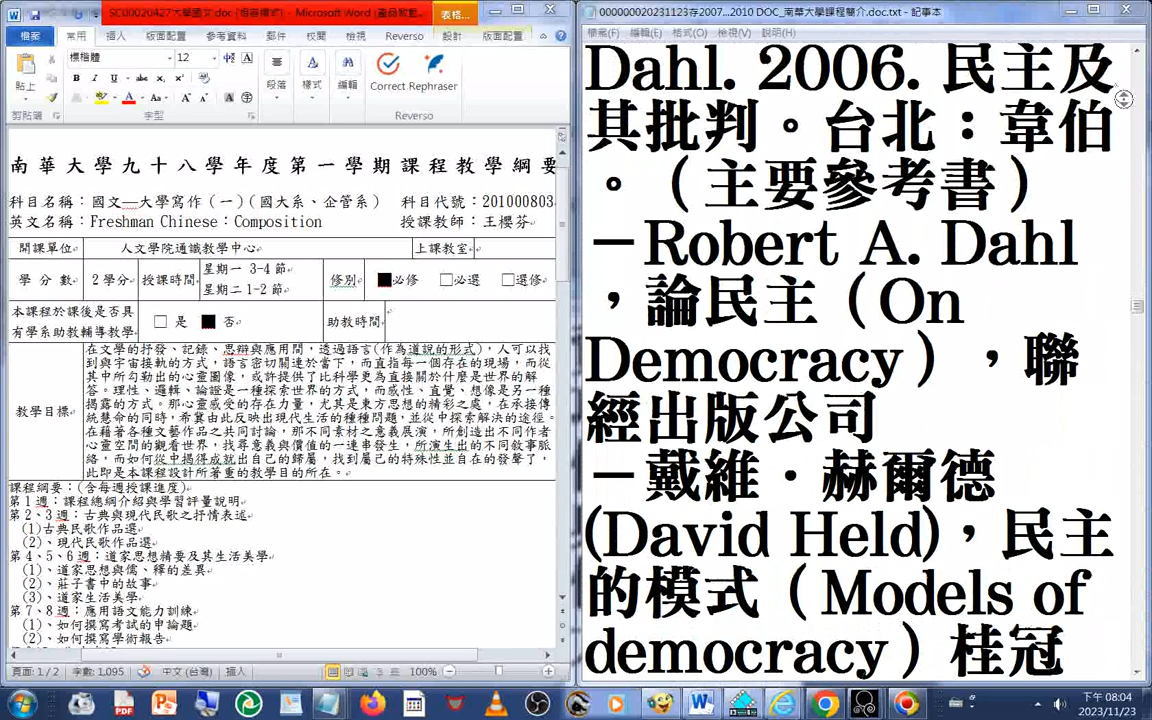 SC00020427大學國文.doc [相容模式] - Microsoft Word (產品啟動...
表格...
檔案 常用 插入 版面配置 參考資料 郵件 校閱 檢視 Reverso 設計 版面配置
標楷體 12
貼上 段落 樣式 編輯 Correct Rephraser
剪貼簿 字型 Reverso
南華大學九十八學年度第一學期課程教學綱要
科目名稱：國文—大學寫作（一）(國大系、企管系) 科目代號：201000803
英文名稱：Freshman Chinese：Composition 授課教師：王櫻芬
開課單位 人文學院通識教學中心 上課教室
學分數 2學分 授課時間 星期一 3-4節 星期二1-2節 修別 ■必修 □必選 □選修
本課程於課後是否具有學系助教輔導教學 □ 是 ■ 否 助教時間
教學目標
在文學的抒發、記錄、思辯與應用間，透過語言(作為道說的形式)，人可以找
到與宇宙接軌的方式，語言密切關連於當下，而直指每一個存在的現場，而從
其中所勾勒出的心靈圖像，或許提供了比科學更為直接關於什麼是世界的解
答。理性、邏輯、論證是一種探索世界的方式，而感性、直覺、想像是另一種
揭露的方式。那心靈感受的存在力量，尤其是東方思想的精彩之處，在承接傳
統慧命的同時，希冀由此反映出現代生活的種種問題，並從中探索解決的途徑。
在藉著各種文藝作品之共同討論，那不同素材之意義展演，所創造出不同作者
心靈空間的觀看世界，找尋意義與價值的一連串發生，所演生出的不同敘事脈
絡，而如何從中揭得成就出自己的歸屬，找到屬己的特殊性並自在的發聲了，
此即是本課程設計所著重的教學目的所在。
課程綱要：(含每週授課進度)
第1週：課程總綱介紹與學習評量說明
第2、3週：古典與現代民歌之抒情表述
(1)古典民歌作品選
(2)、現代民歌作品選
第4、5、6週：道家思想精要及其生活美學
(1)、道家思想與儒、釋的差異
(2)、莊子書中的故事
(3)、道家生活美學
第7、8週：應用語文能力訓練
(1)、如何撰寫考試的申論題
(2)、如何撰寫學術報告
頁面: 1/2 字數: 1,095 中文 (台灣) 插入 100%
000000020231123存2007...2010 DOC_南華大學課程簡介.doc.txt - 記事本
檔案(F) 編輯(E) 格式(O) 檢視(V) 說明(H)
Dahl. 2006. 民主及
其批判。台北：韋伯
。（主要參考書）
－Robert A. Dahl
，論民主（On
Democracy），聯
經出版公司
－戴維．赫爾德
(David Held)，民主
的模式（Models of
democracy）桂冠
下午 08:04
2023/11/23